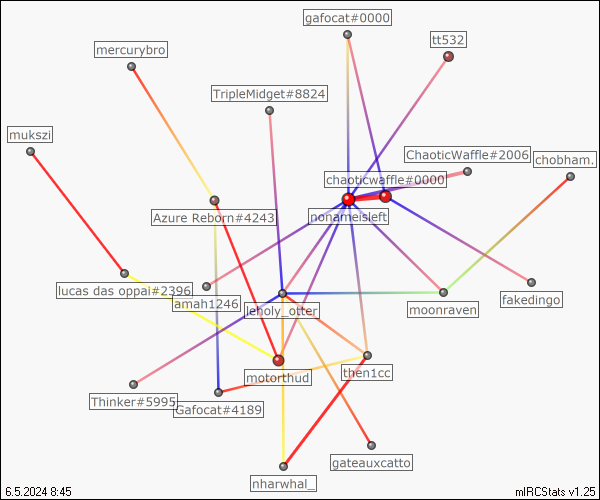 gafocat#0000
tt532
mercurybro
TripleMidget#8824
mukszi
ChaoticWaffle#2006
chobham.
chaoticwaffle#0000
Azure Reborn#4243
nonameisleft
lucas das oppai#2396
amah1246
leholy_otter
moonraven
fakedingo
motorthud
then1cc
Thinker#5995
Gafocat#4189
gateauxcatto
nharwhal_
6.5.2024 8:45
mIRCStats v1.25